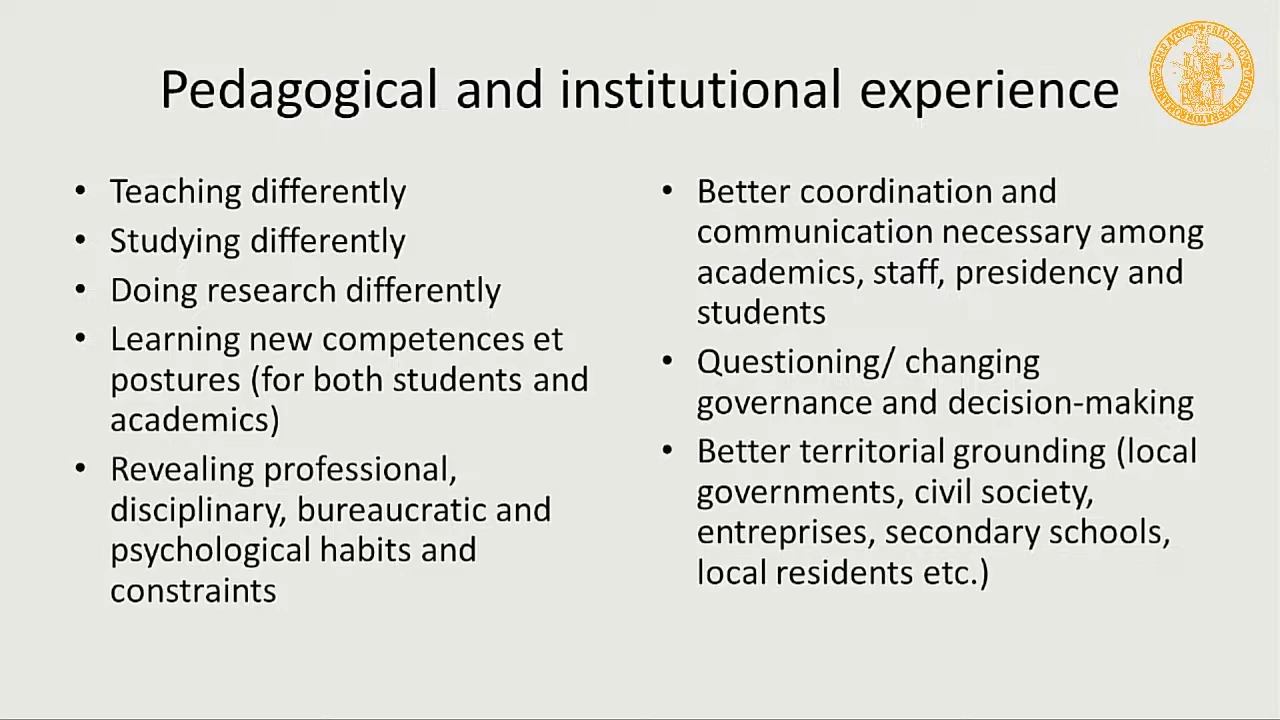 Pedagogical and institutional experience
• Teaching differently
• Studying differently
• Doing research differently
• Learning new competences et
postures (for both students and
academics)
• Revealing professional,
disciplinary, bureaucratic and
psychological habits and
constraints
• Better coordination and
communication necessary among
academics, staff, presidency and
students
• Questioning/ changing
governance and decision-making
• Better territorial grounding (local
governments, civil society,
entreprises, secondary schools,
local residents etc.)